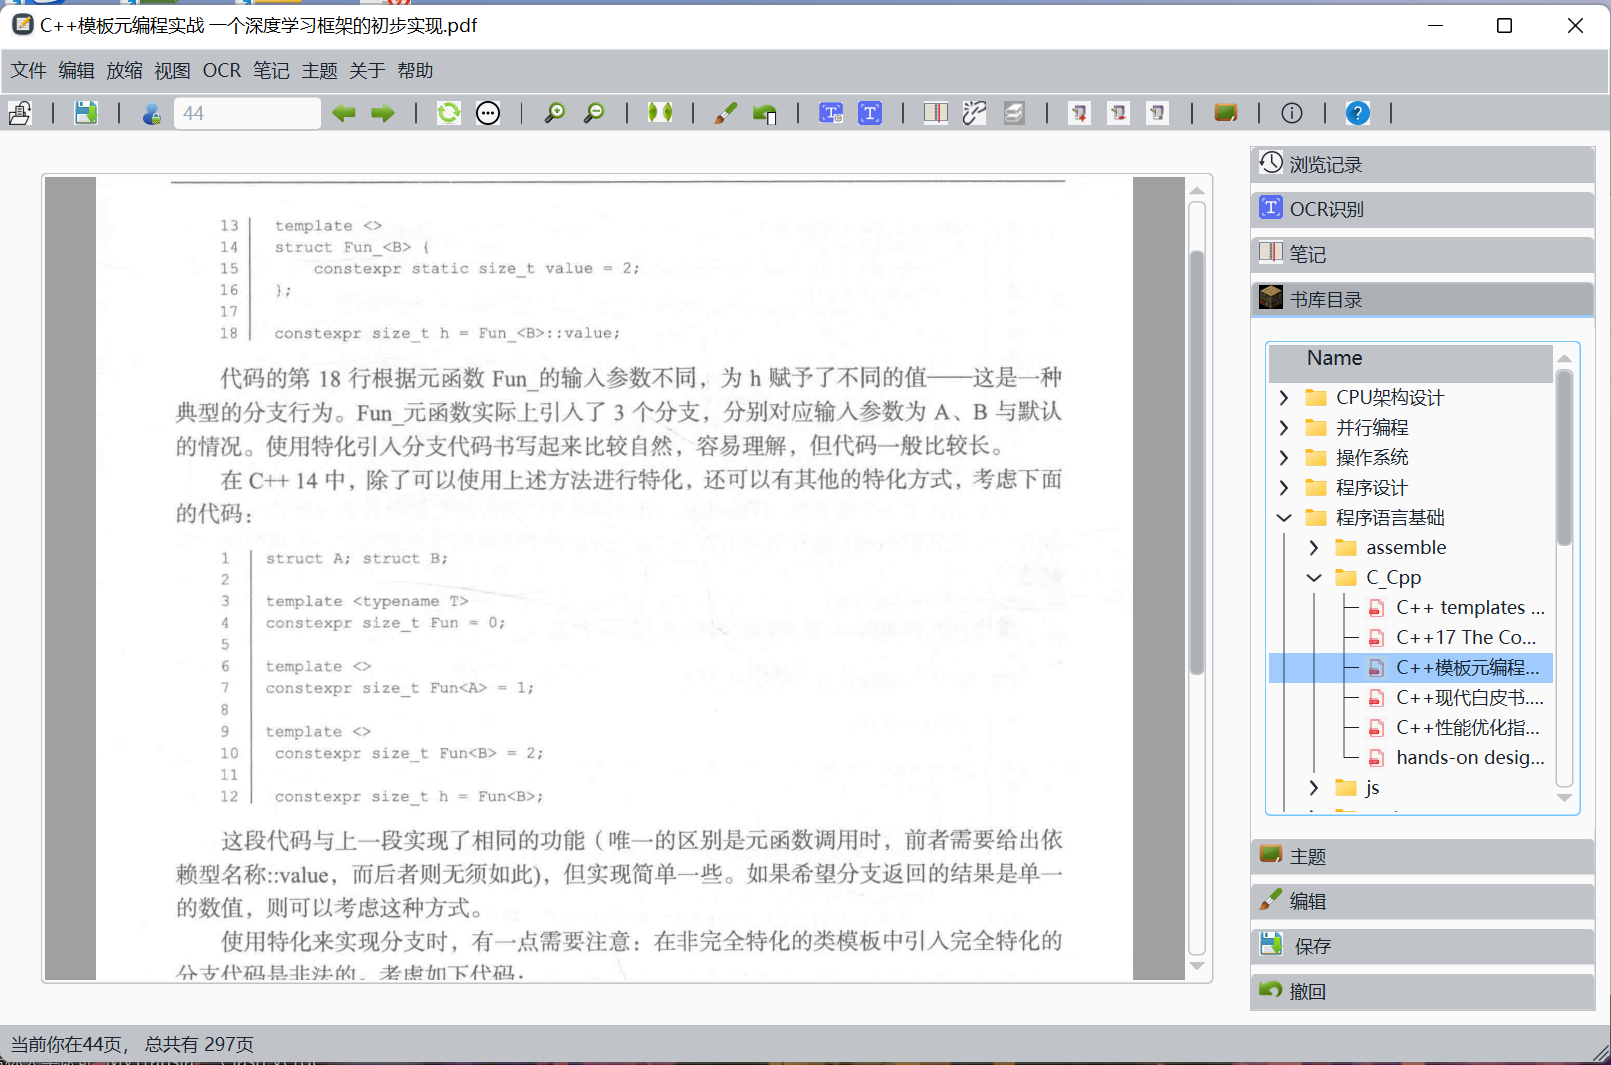 C++模板元编程实战 一个深度学习框架的初步实现.pdf
文件 编辑 放缩 视图 OCR 笔记 主题 关于 帮助
44
13 template <>
14 struct Fun_<B> {
15 constexpr static size_t value = 2;
16 };
17
18 constexpr size_t h = Fun_<B>::value;
代码的第 18 行根据元函数 Fun_的输入参数不同，为 h 赋予了不同的值——这是一种
典型的分支行为。Fun_元函数实际上引入了 3 个分支，分别对应输入参数为 A、B 与默认
的情况。使用特化引入分支代码书写起来比较自然，容易理解，但代码一般比较长。
在 C++ 14 中，除了可以使用上述方法进行特化，还可以有其他的特化方式，考虑下面
的代码：
1 struct A; struct B;
2
3 template <typename T>
4 constexpr size_t Fun = 0;
5
6 template <>
7 constexpr size_t Fun<A> = 1;
8
9 template <>
10 constexpr size_t Fun<B> = 2;
11
12 constexpr size_t h = Fun<B>;
这段代码与上一段实现了相同的功能（唯一的区别是元函数调用时，前者需要给出依
赖型名称::value，而后者则无须如此)，但实现简单一些。如果希望分支返回的结果是单一
的数值，则可以考虑这种方式。
使用特化来实现分支时，有一点需要注意：在非完全特化的类模板中引入完全特化的
分支代码是非法的。考虑如下代码：
浏览记录
OCR识别
笔记
书库目录
Name
CPU架构设计
并行编程
操作系统
程序设计
程序语言基础
assemble
C_Cpp
C++ templates ...
C++17 The Co...
C++模板元编程...
C++现代白皮书....
C++性能优化指...
hands-on desig...
js
主题
编辑
保存
撤回
当前你在44页， 总共有 297页